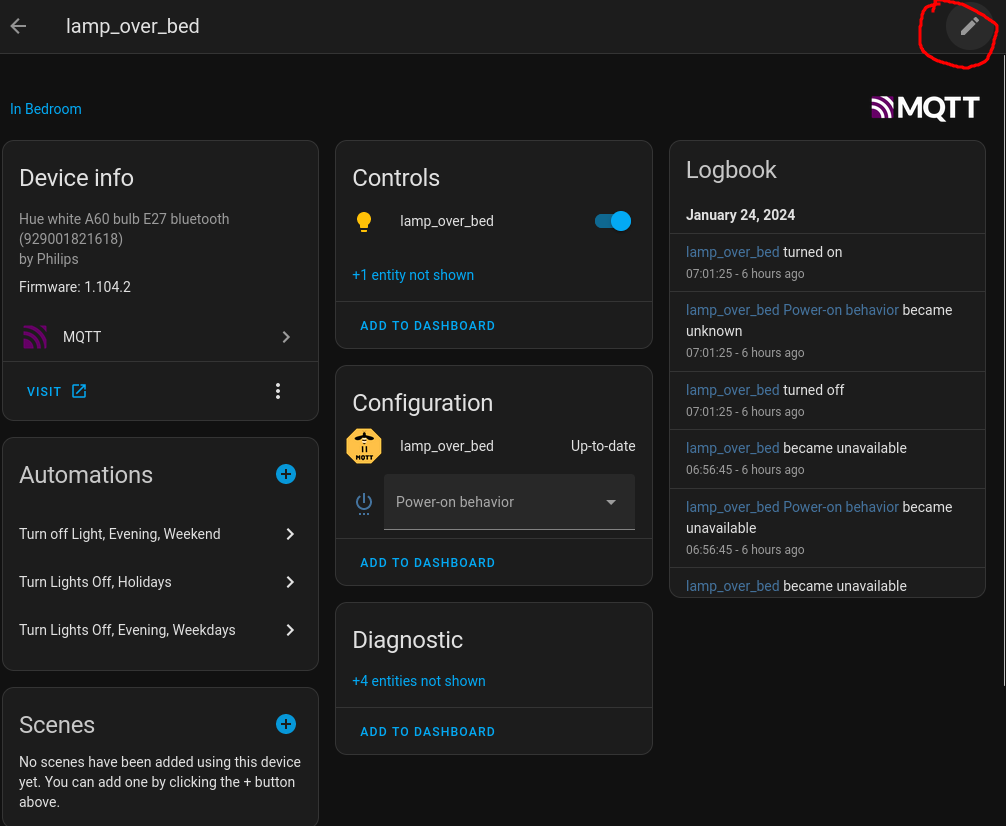 lamp_over_bed
In Bedroom
MQTT
Device info
Hue white A60 bulb E27 bluetooth
(929001821618)
by Philips
Firmware: 1.104.2
MQTT
VISIT
Automations
Turn off Light, Evening, Weekend
Turn Lights Off, Holidays
Turn Lights Off, Evening, Weekdays
Scenes
No scenes have been added using this device
yet. You can add one by clicking the + button
above.
Controls
lamp_over_bed
+1 entity not shown
ADD TO DASHBOARD
Configuration
MQTT
lamp_over_bed Up-to-date
Power-on behavior
ADD TO DASHBOARD
Diagnostic
+4 entities not shown
ADD TO DASHBOARD
Logbook
January 24, 2024
lamp_over_bed turned on
07:01:25 - 6 hours ago
lamp_over_bed Power-on behavior became
unknown
07:01:25 - 6 hours ago
lamp_over_bed turned off
07:01:25 - 6 hours ago
lamp_over_bed became unavailable
06:56:45 - 6 hours ago
lamp_over_bed Power-on behavior became
unavailable
06:56:45 - 6 hours ago
lamp_over_bed became unavailable